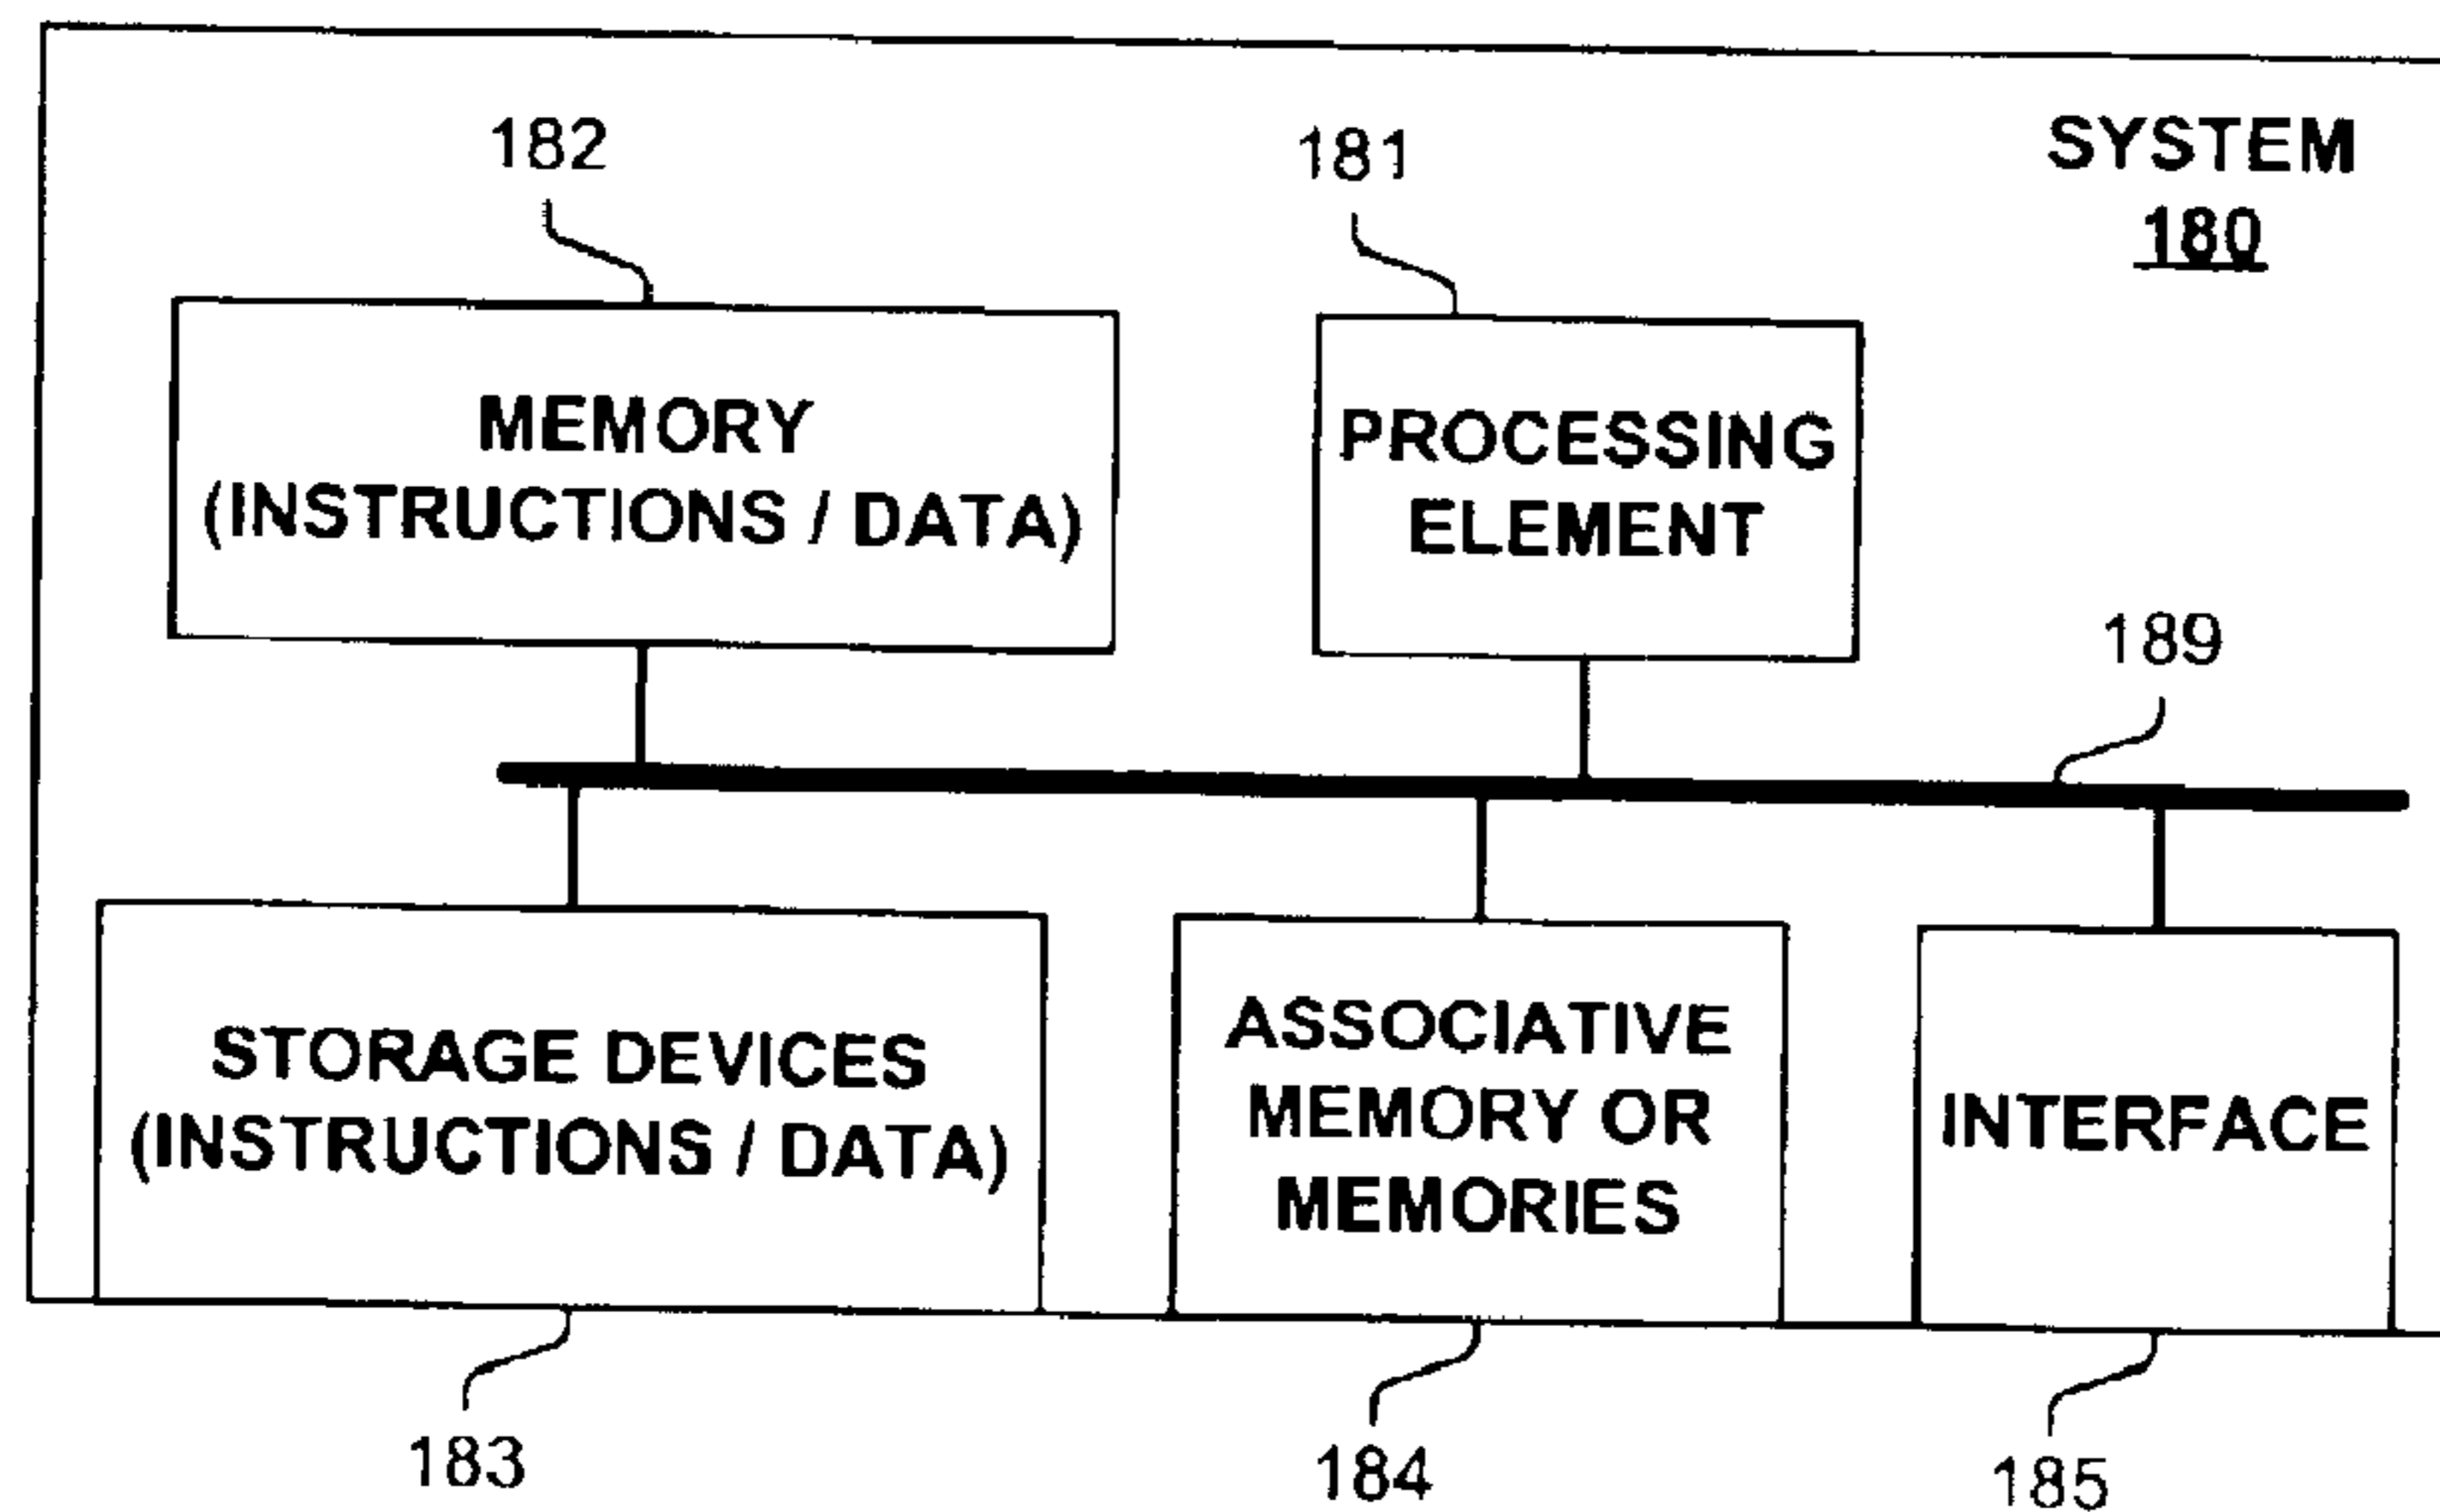 182
181
SYSTEM
180
MEMORY
(INSTRUCTIONS / DATA)
PROCESSING
ELEMENT
189
STORAGE DEVICES
(INSTRUCTIONS / DATA)
ASSOCIATIVE
MEMORY OR
MEMORIES
INTERFACE
183
184
185